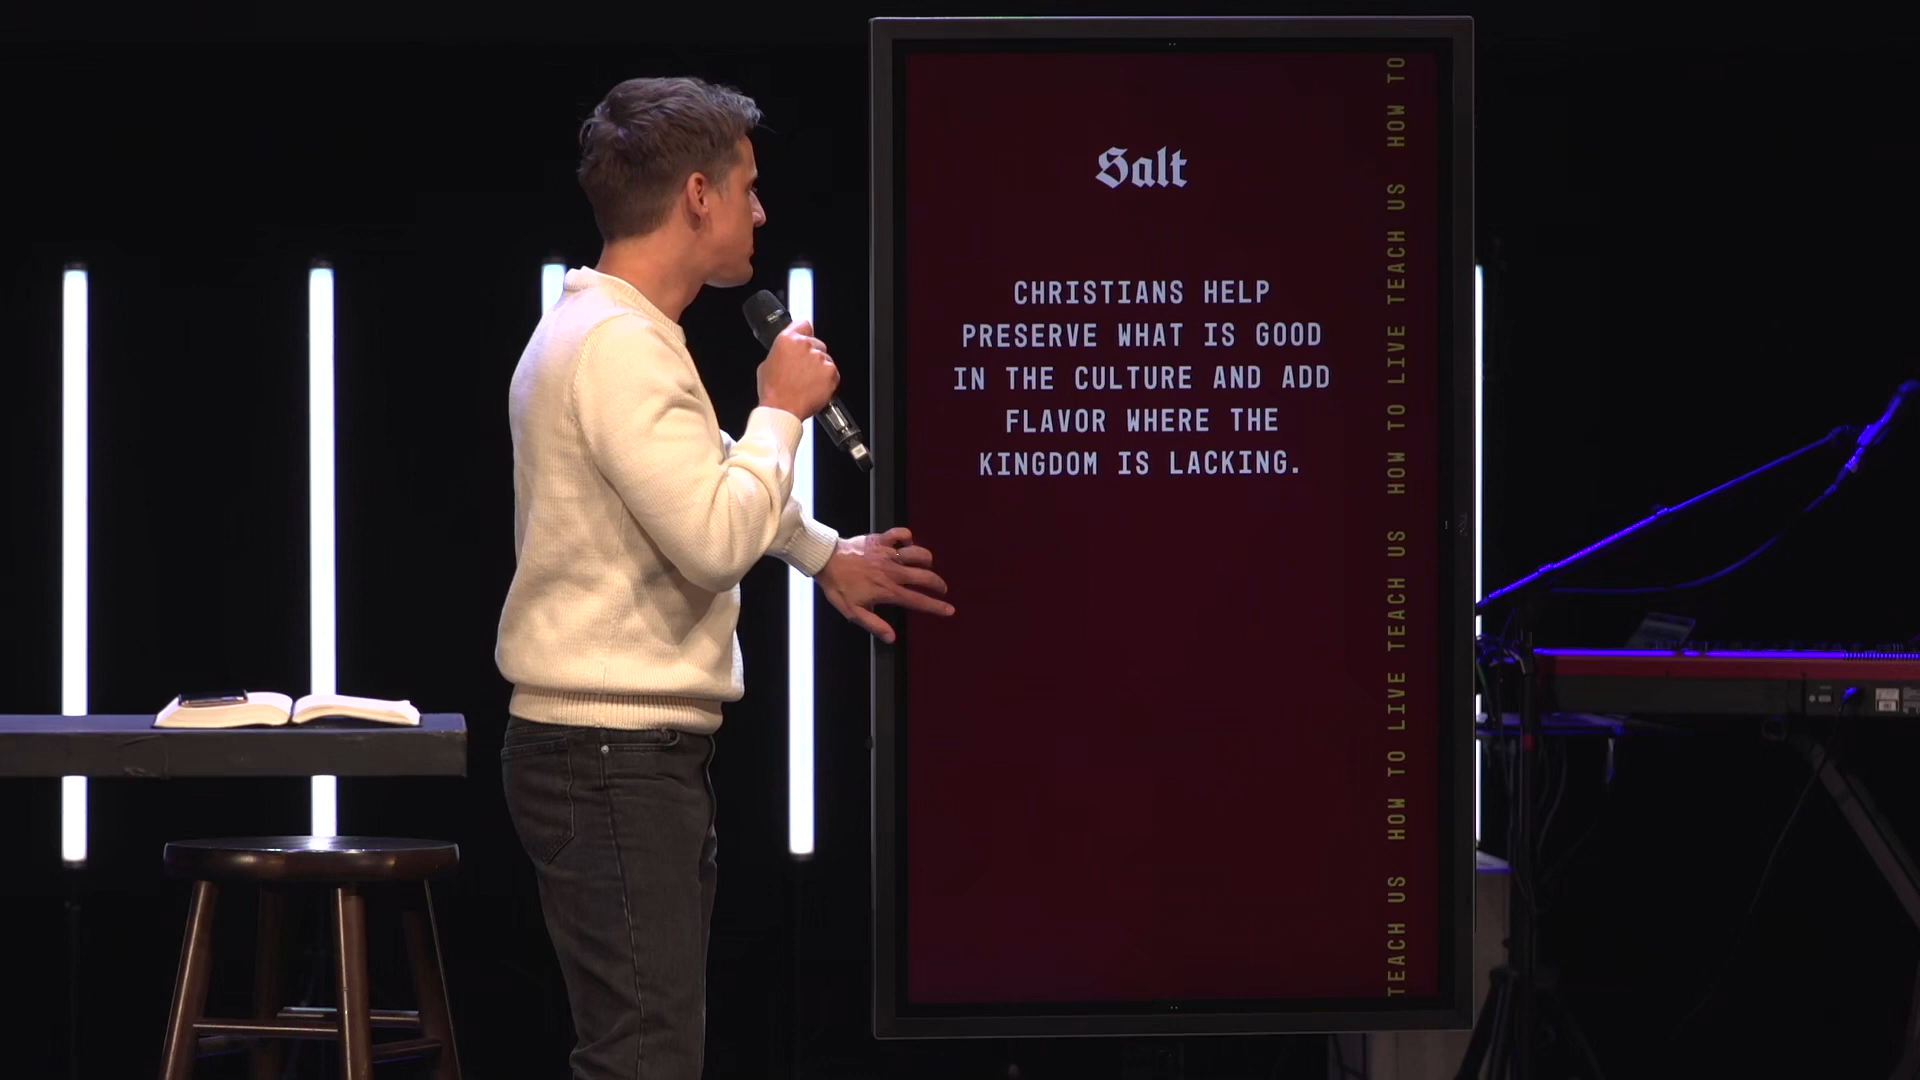 Salt
CHRISTIANS HELP
PRESERVE WHAT IS GOOD
IN THE CULTURE AND ADD
FLAVOR WHERE THE
KINGDOM IS LACKING.
TEACH US HOW TO LIVE TEACH US HOW TO LIVE TEACH US HOW TO